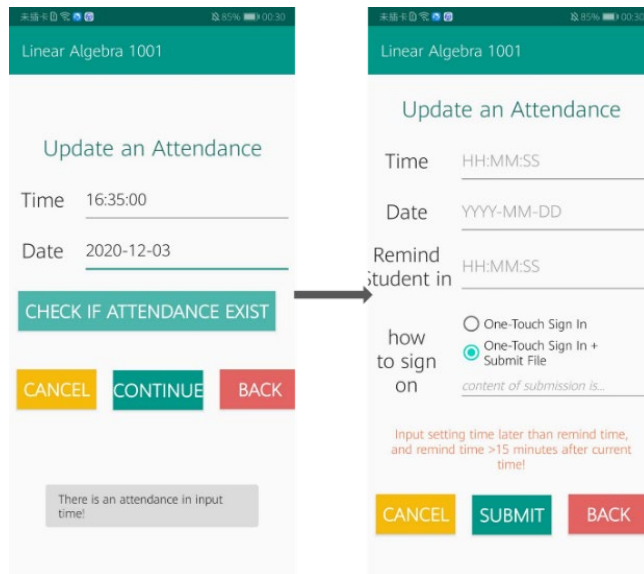 未插卡 85% 00:30
Linear Algebra 1001
Update an Attendance
Time 16:35:00
Date 2020-12-03
CHECK IF ATTENDANCE EXIST
CANCEL CONTINUE BACK
There is an attendance in input
time!
未插卡 85% 00:30
Linear Algebra 1001
Update an Attendance
Time HH:MM:SS
Date YYYY-MM-DD
Remind
Student in HH:MM:SS
how
to sign
on
One-Touch Sign In
One-Touch Sign In +
Submit File
content of submission is...
Input setting time later than remind time,
and remind time >15 minutes after current
time!
CANCEL SUBMIT BACK